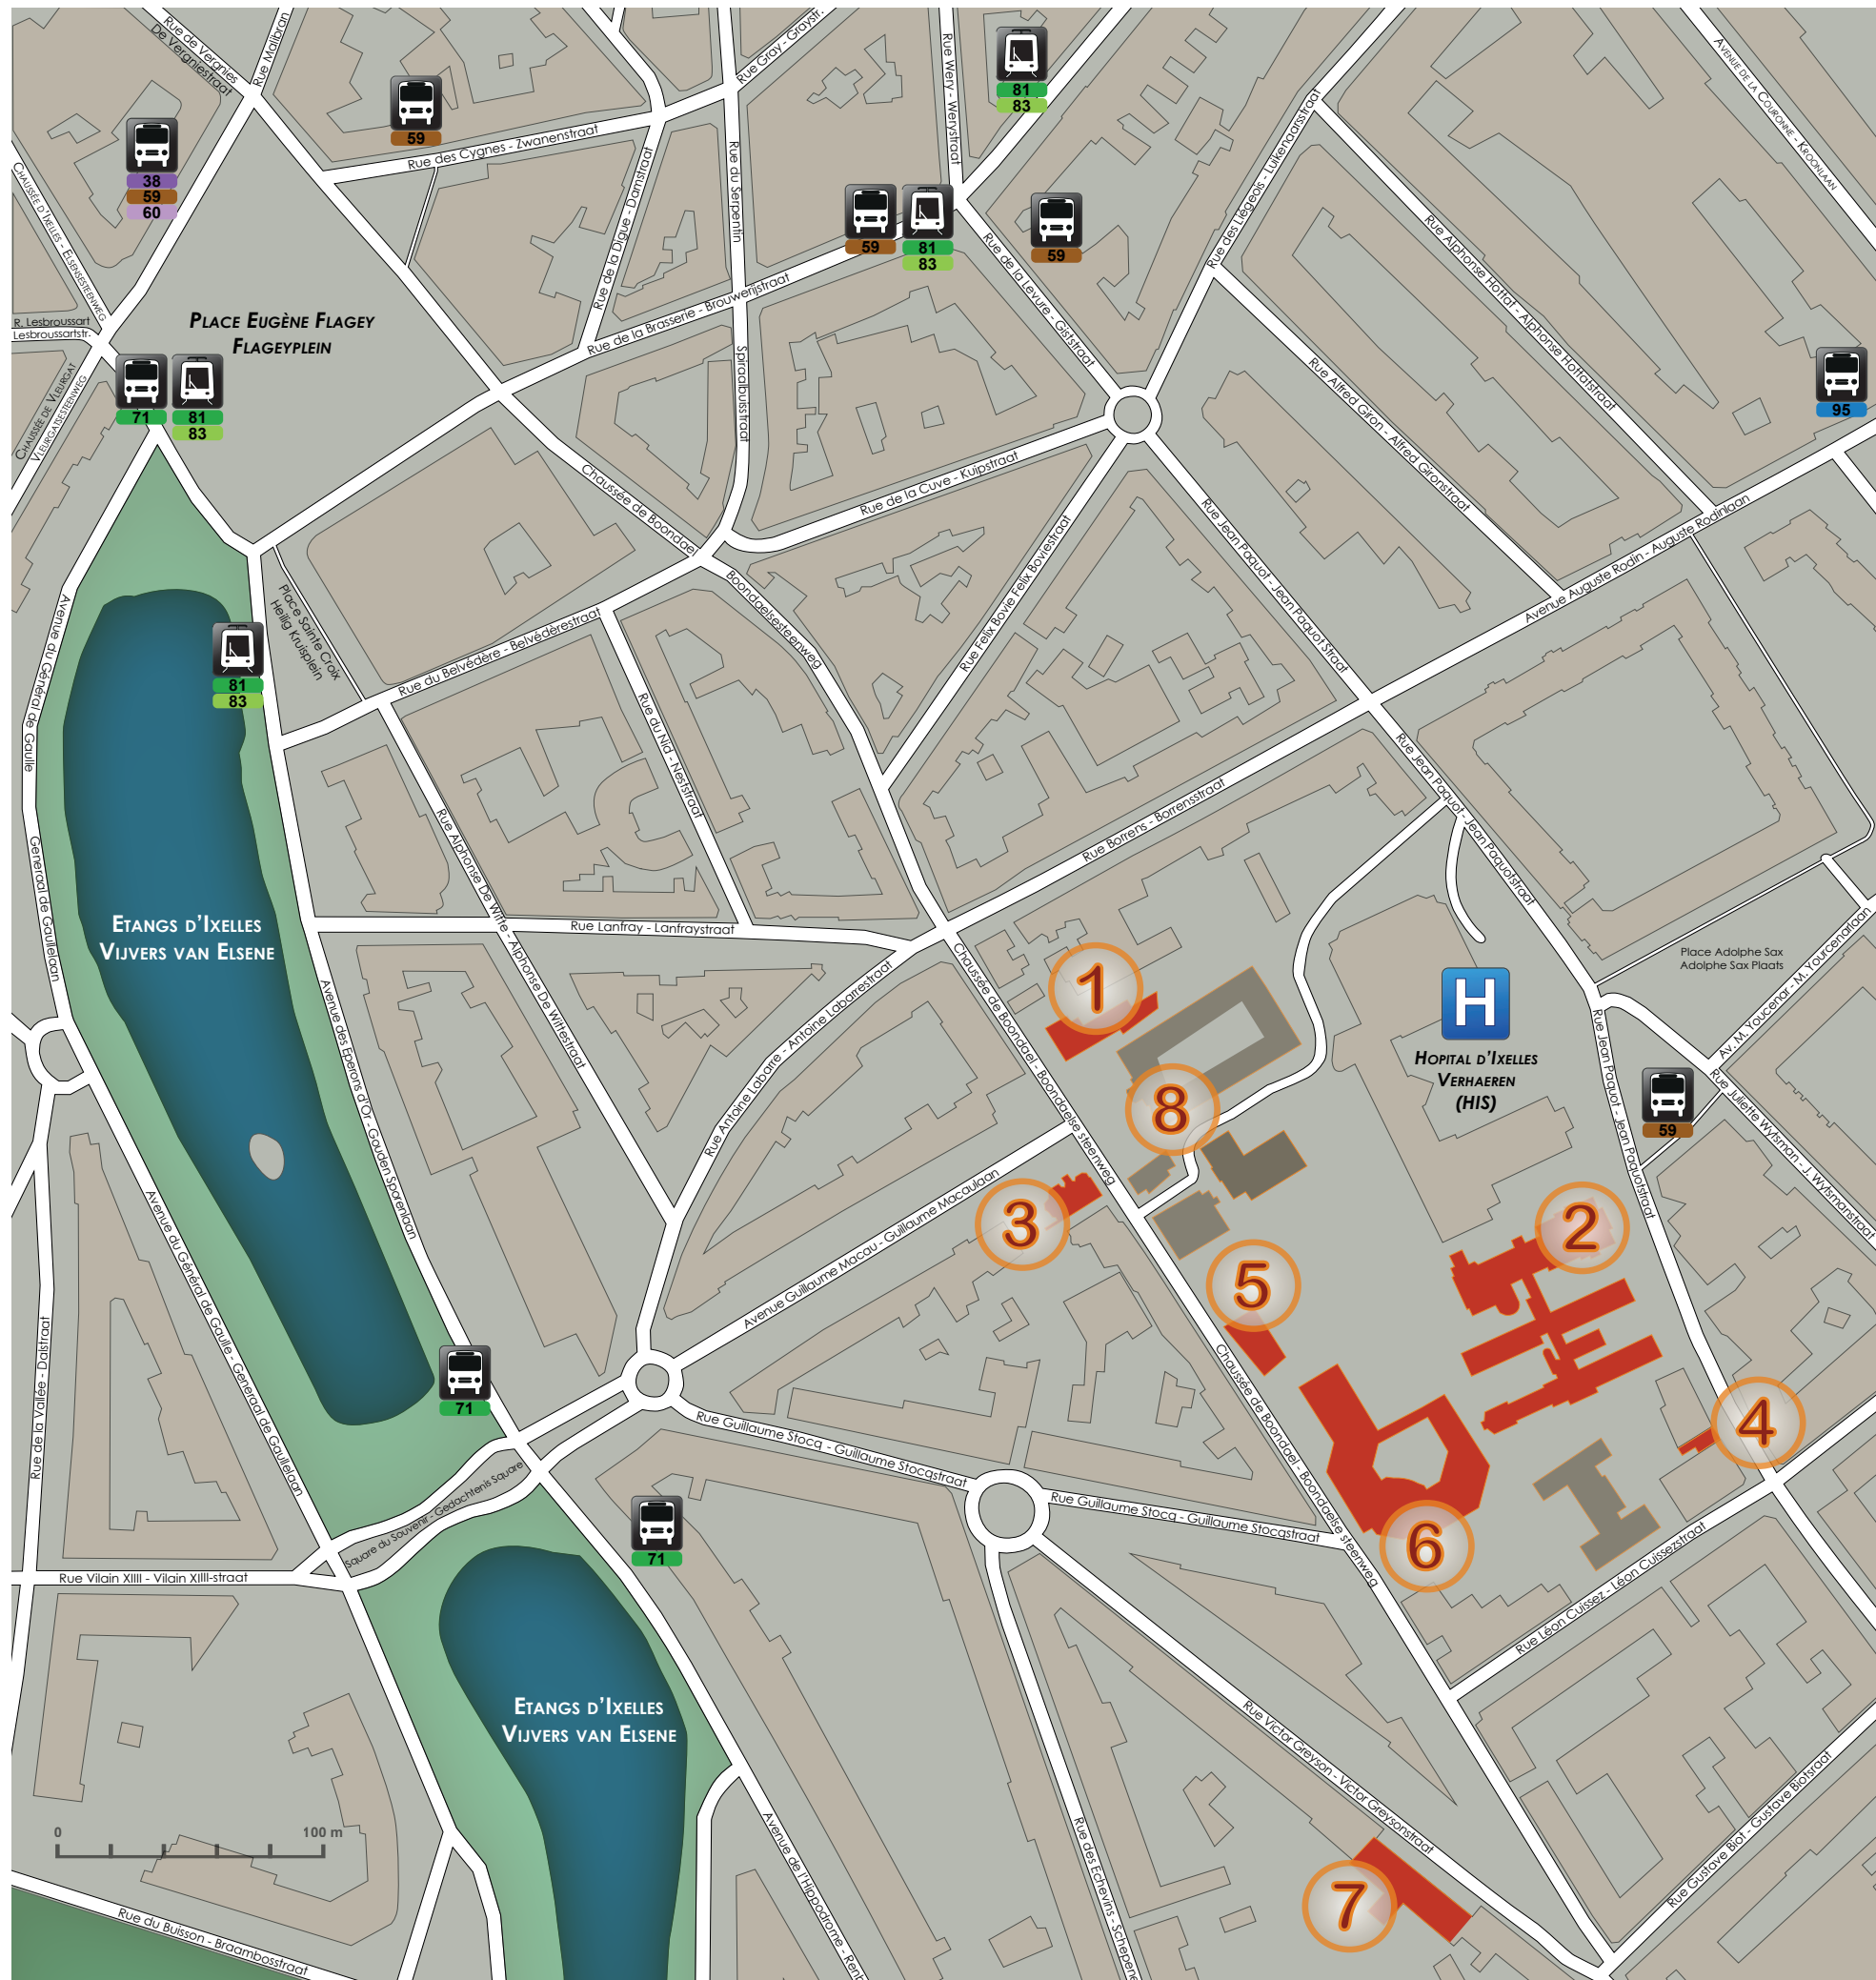 Rue de Vergnies
De Vergniestraat
Rue Malibran
Rue Gray - Graystr.
Rue Wery - Werystraat
81
83
Avenue de la Couronne - Kroonlaan
59
38
59
60
Rue des Cygnes - Zwanenstraat
Rue de la Digue - Damstraat
Rue du Serpentin
Spiraalbuisstraat
Chaussée d'Ixelles - Elsensesteenweg
59
81
83
59
Rue des Liégeois - Luikenaarsstraat
Rue de la Levure - Giststraat
Rue Alphonse Hottat - Alphonse Hottatstraat
Rue Alfred Giron - Alfred Gironstraat
R. Lesbroussart
Lesbroussartstr.
Place Eugène Flagey
Flageyplein
Rue de la Brasserie - Brouwerijstraat
Chaussée de Vleurgat
Vleurgatsesteenweg
71
81
83
95
Chaussée de Boondael
Boondaelsesteenweg
Rue de la Cuve - Kuipstraat
Rue Felix Bovie Felix Boviestraat
Rue Jean Paquot - Jean Paquot Straat
Avenue Auguste Rodin - Auguste Rodinlaan
Place Sainte Croix
Heilig Kruisplein
Avenue du Général de Gaulle
Generaal de Gaullelaan
81
83
Rue du Belvédère - Belvédèrestraat
Rue du Nid - Neststraat
Rue Jean Paquot - Jean Paquotstraat
Rue Borrens - Borrensstraat
Rue Alphonse De Witte - Alphonse De Wittestraat
Etangs d'Ixelles
Vijvers van Elsene
Rue Lanfray - Lanfraystraat
Place Adolphe Sax
Adolphe Sax Plaats
Av. M. Youcenar - M. Yourcenarlaan
Avenue des Eperons d'Or - Gouden Sporenlaan
Rue Antoine Labarre - Antoine Labarrestraat
Chaussée de Boondael - Boondaelse steenweg
1
H
Hopital d'Ixelles
Verhaeren
(HIS)
Rue Jean Paquot - Jean Paquotstraat
Rue Juliette Wytsman - J. Wytsmanstraat
59
8
3
2
5
Avenue Guillaume Macau - Guillaume Macaulaan
Avenue du Général de Gaulle - Generaal de Gaullelaan
Rue de la Vallée - Dalstraat
71
Chaussée de Boondael - Boondaelse steenweg
4
Rue Guillaume Stocq - Guillaume Stocqstraat
Rue Guillaume Stocq - Guillaume Stocqstraat
Square du Souvenir - Gedachtenis Square
71
6
Rue Vilain XIIII - Vilain XIIII-straat
Rue Léon Cuissez - Léon Cuissezstraat
Etangs d'Ixelles
Vijvers van Elsene
Rue Victor Greyson - Victor Greysonstraat
Rue Gustave Biot - Gustave Biotsraat
0
100 m
Avenue de l'Hippodrome - Renb
Rue des Echevins - Schepene
7
Rue du Buisson - Braambosstraat